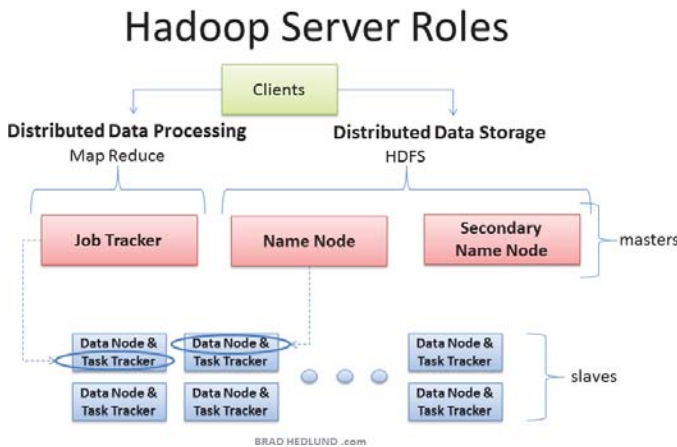 Hadoop Server Roles
Clients
Distributed Data Processing
Map Reduce
Distributed Data Storage
HDFS
Job Tracker
Name Node
Secondary
Name Node
masters
Data Node &
Task Tracker
Data Node &
Task Tracker
Data Node &
Task Tracker
Data Node &
Task Tracker
Data Node &
Task Tracker
Data Node &
Task Tracker
slaves
BRAD HEDLUND .com